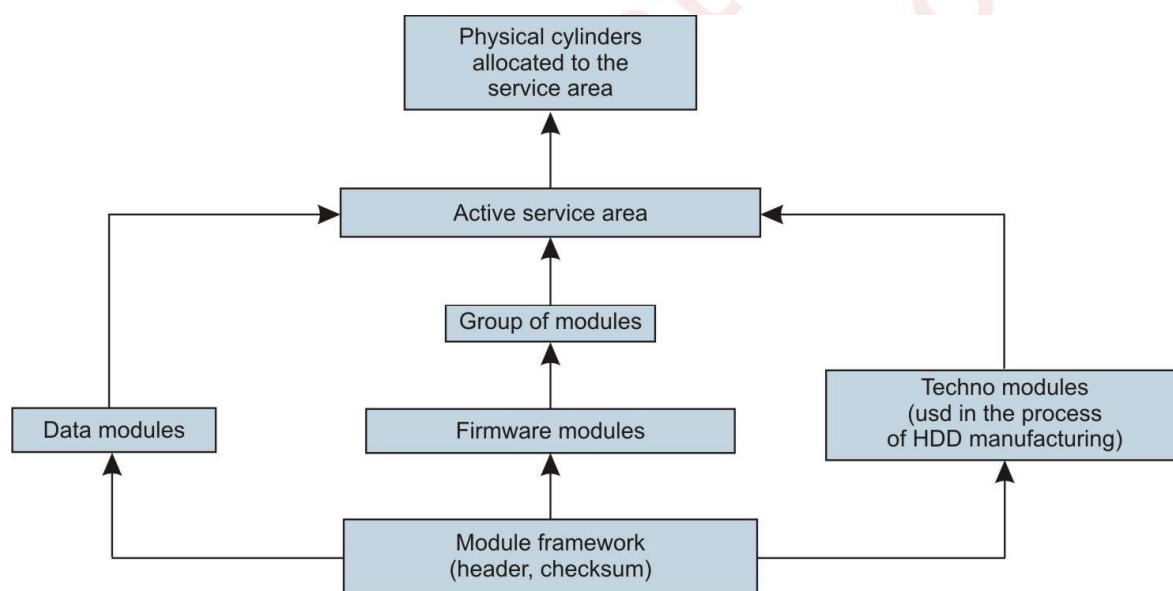 Physical cylinders
allocated to the
service area
Active service area
Group of modules
Data modules
Firmware modules
Techno modules
(usd in the process
of HDD manufacturing)
Module framework
(header, checksum)